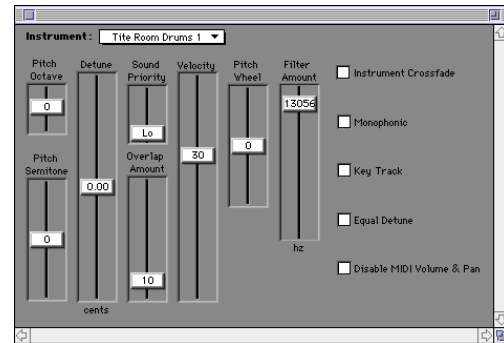 Instrument: Tite Room Drums 1
Pitch Octave
0
Detune
0.00
cents
Sound Priority
Lo
Velocity
30
Pitch Wheel
0
Filter Amount
13056
hz
Pitch Semitone
0
Overlap Amount
10
Instrument Crossfade
Monophonic
Key Track
Equal Detune
Disable MIDI Volume & Pan